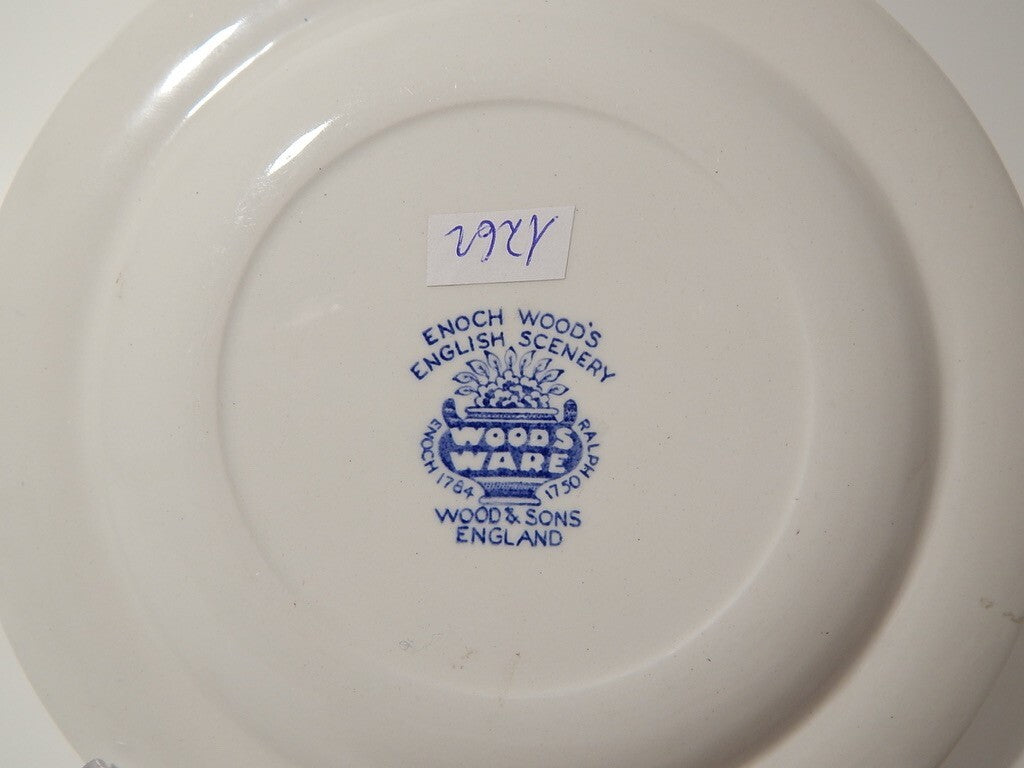 ENOCH WOOD'S
ENGLISH SCENERY
WOODS
WARE
ENOCH 1784
RALPH 1750
WOOD & SONS
ENGLAND